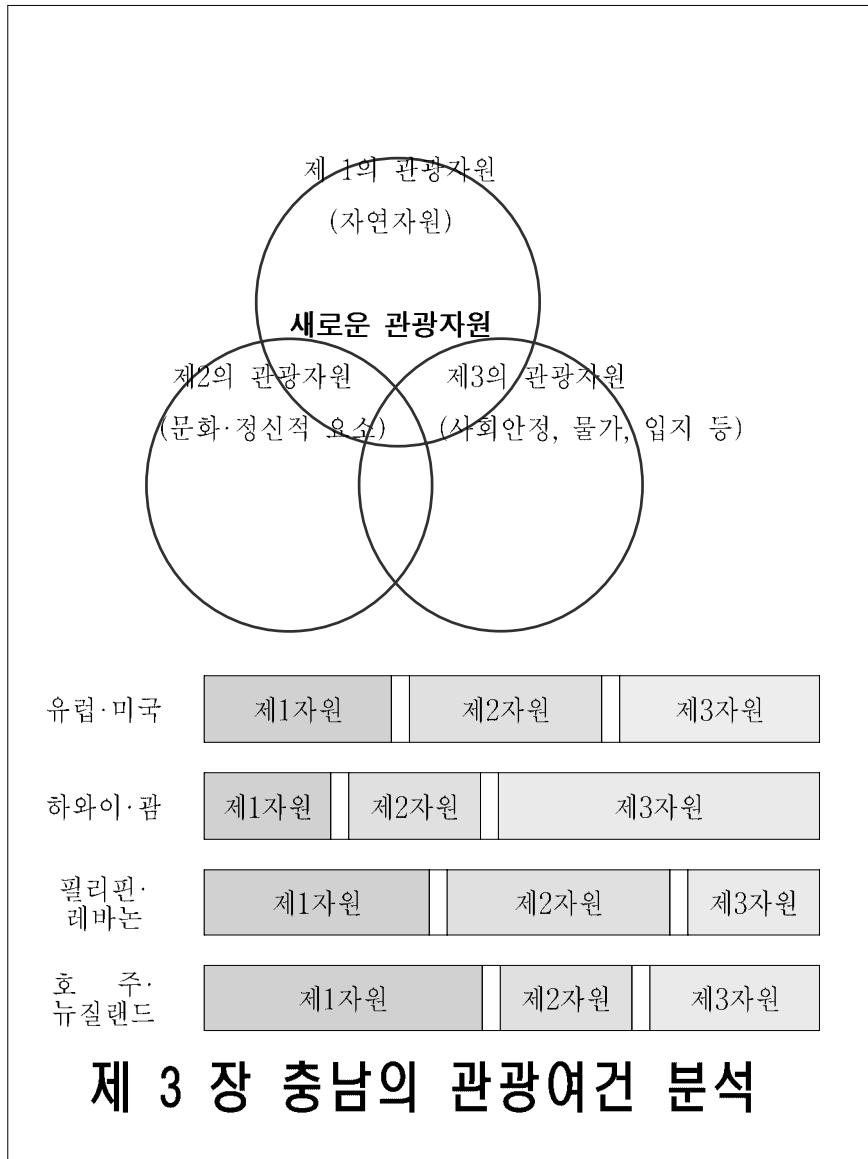 제 1의 관광자원
(자연자원)
새로운 관광자원
제2의 관광자원
(문화·정신적 요소)
제3의 관광자원
(사회안정, 물가, 입지 등)
유럽·미국
제1자원
제2자원
제3자원
하와이·괌
제1자원
제2자원
제3자원
필리핀·
레바논
제1자원
제2자원
제3자원
호 주·
뉴질랜드
제1자원
제2자원
제3자원
제 3 장 충남의 관광여건 분석